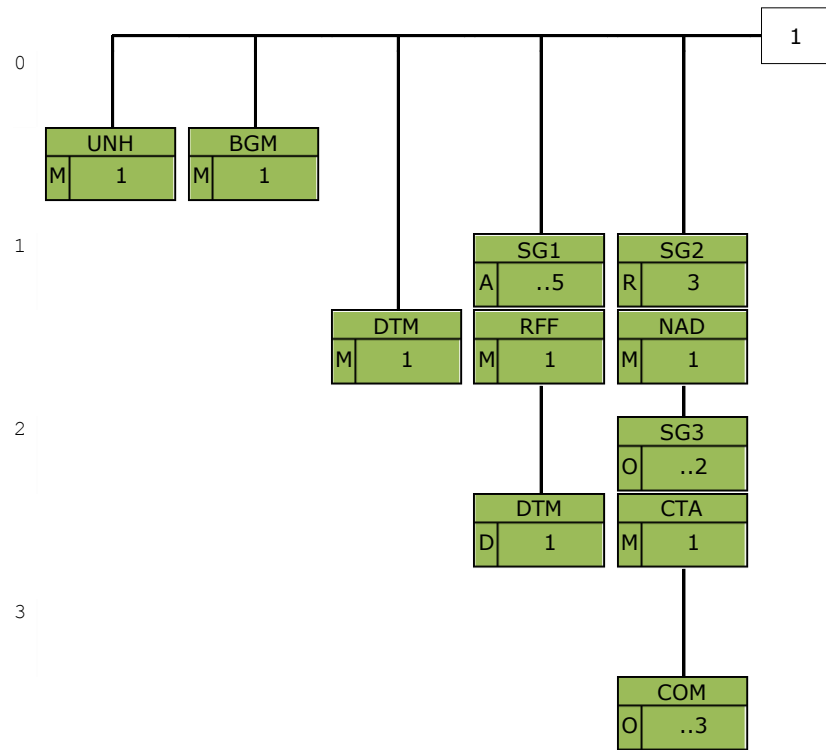 1
0
UNH BGM
M 1 M 1
1
SG1 SG2
A ..5 R 3
DTM RFF NAD
M 1 M 1 M 1
2
SG3
O ..2
DTM CTA
D 1 M 1
3
COM
O ..3